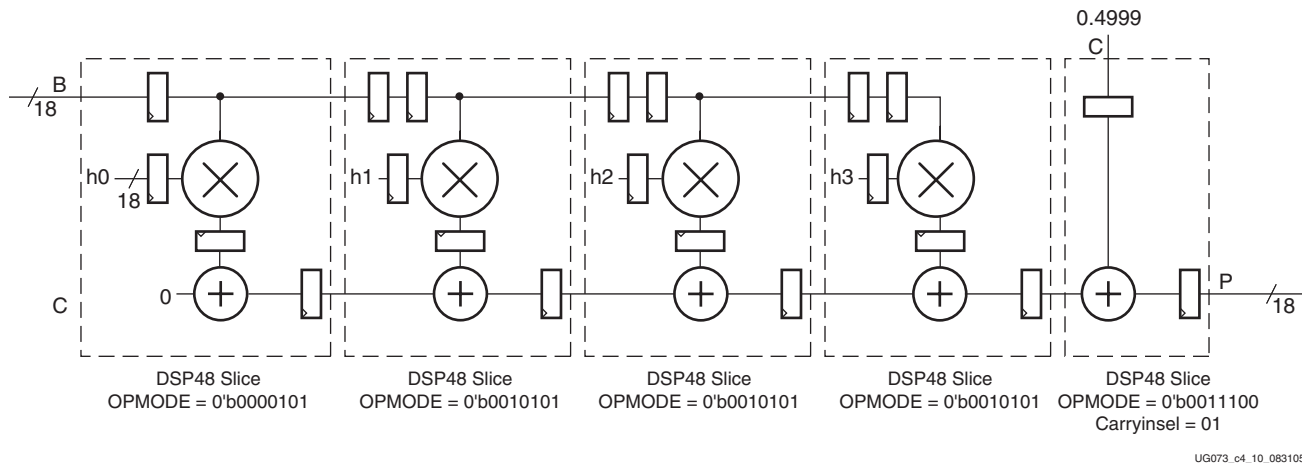 0.4999
C
B
18
h0
18
h1
h2
h3
0
C
P
18
DSP48 Slice
OPMODE = 0'b0000101
DSP48 Slice
OPMODE = 0'b0010101
DSP48 Slice
OPMODE = 0'b0010101
DSP48 Slice
OPMODE = 0'b0010101
DSP48 Slice
OPMODE = 0'b0011100
Carryinsel = 01
UG073_c4_10_083105